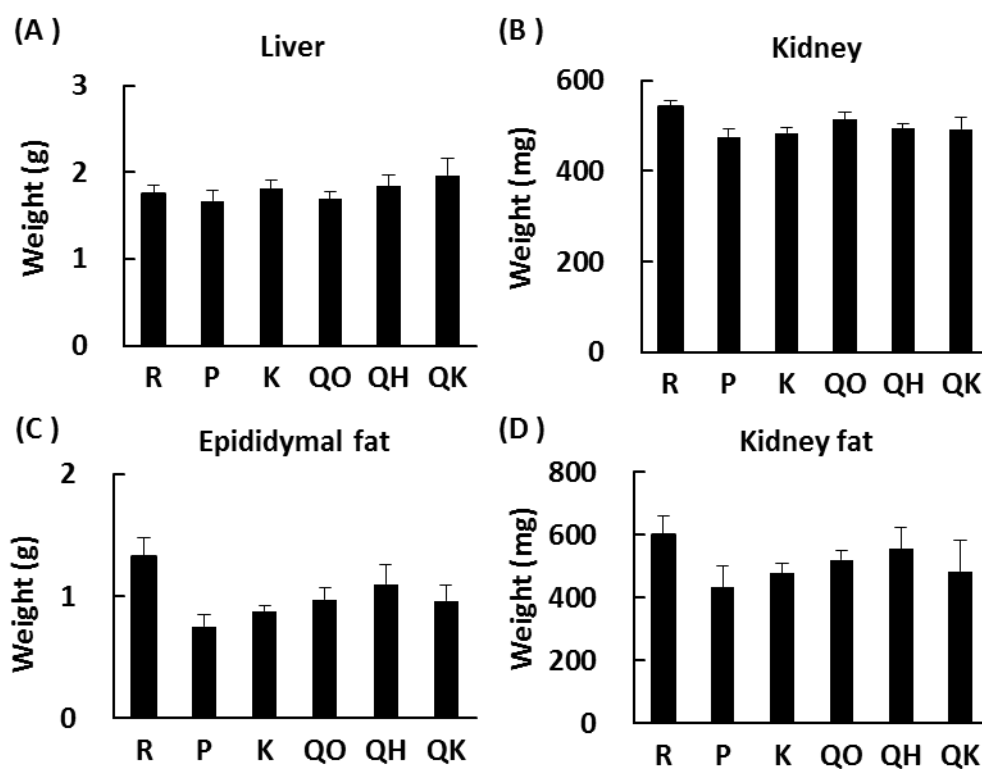 (A )
Liver
Weight (g)
3
2
1
0
R P K QO QH QK
(B )
Kidney
Weight (mg)
600
400
200
0
R P K QO QH QK
(C )
Epididymal fat
Weight (g)
2
1
0
R P K QO QH QK
(D )
Kidney fat
Weight (mg)
800
600
400
200
0
R P K QO QH QK